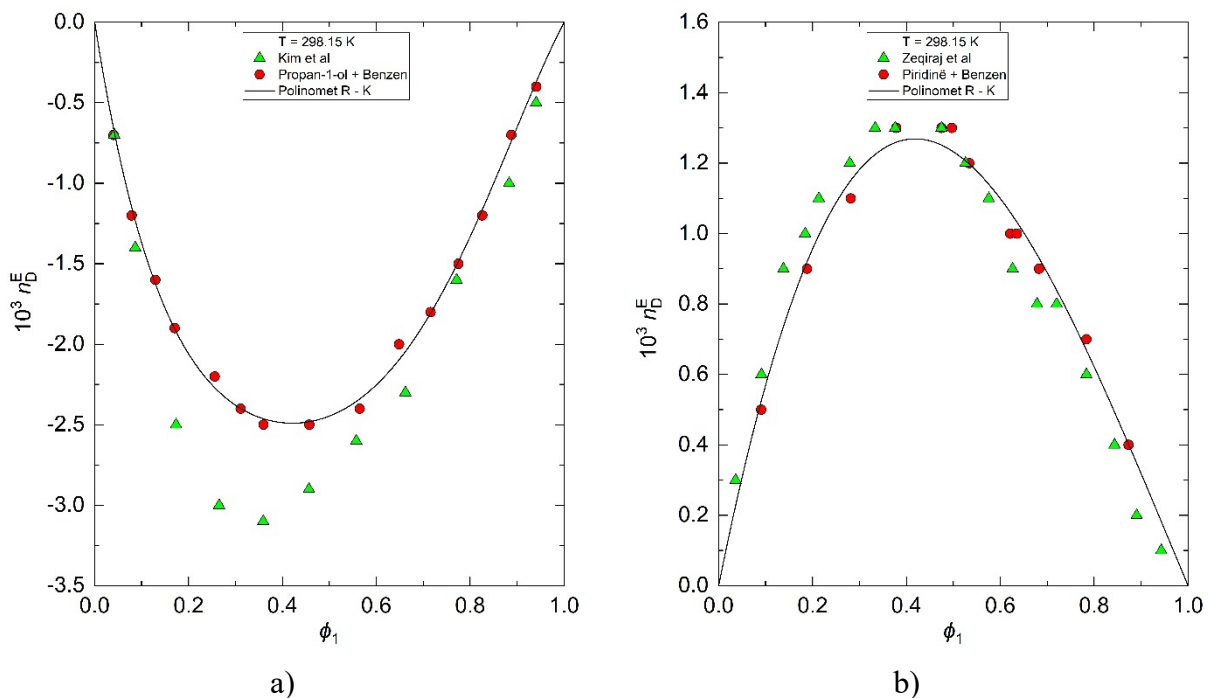 T = 298.15 K
Kim et al
Propan-1-ol + Benzen
Polinomet R - K
0.0
-0.5
-1.0
-1.5
-2.0
-2.5
-3.0
-3.5
10³ n_D^E
0.0 0.2 0.4 0.6 0.8 1.0
ϕ₁
a)
T = 298.15 K
Zeqiraj et al
Piridinë + Benzen
Polinomet R - K
1.6
1.4
1.2
1.0
0.8
0.6
0.4
0.2
0.0
10³ n_D^E
0.0 0.2 0.4 0.6 0.8 1.0
ϕ₁
b)